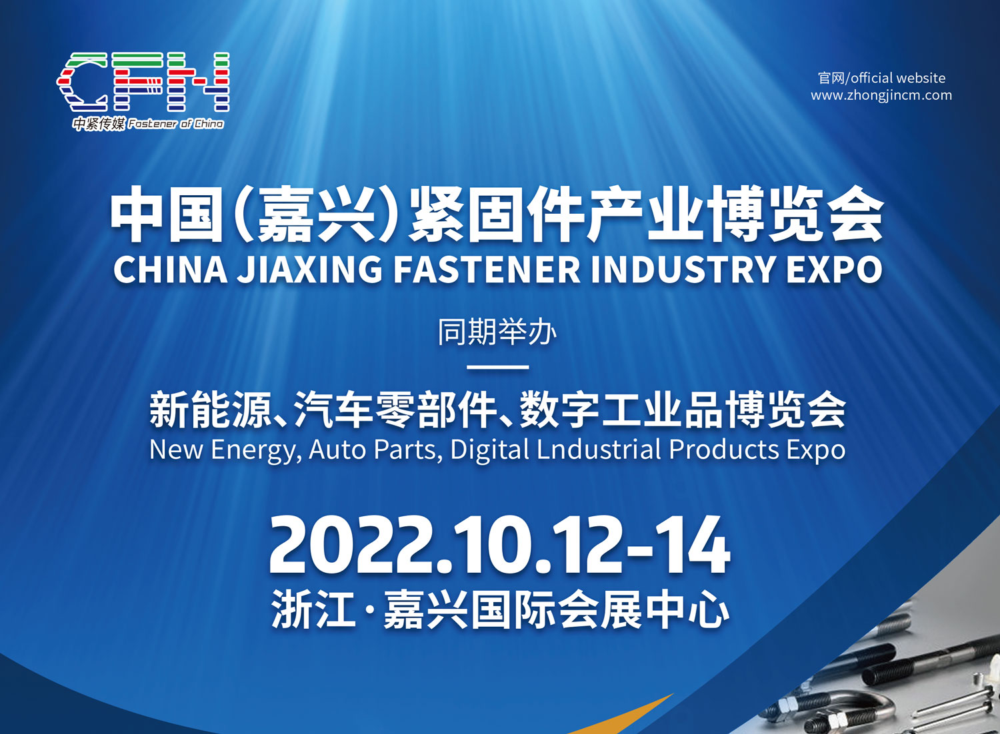 CFN
中紧传媒 Fastener of China
官网/official website
www.zhongjincm.com
中国（嘉兴）紧固件产业博览会
CHINA JIAXING FASTENER INDUSTRY EXPO
同期举办
新能源、汽车零部件、数字工业品博览会
New Energy, Auto Parts, Digital Lndustrial Products Expo
2022.10.12-14
浙江·嘉兴国际会展中心